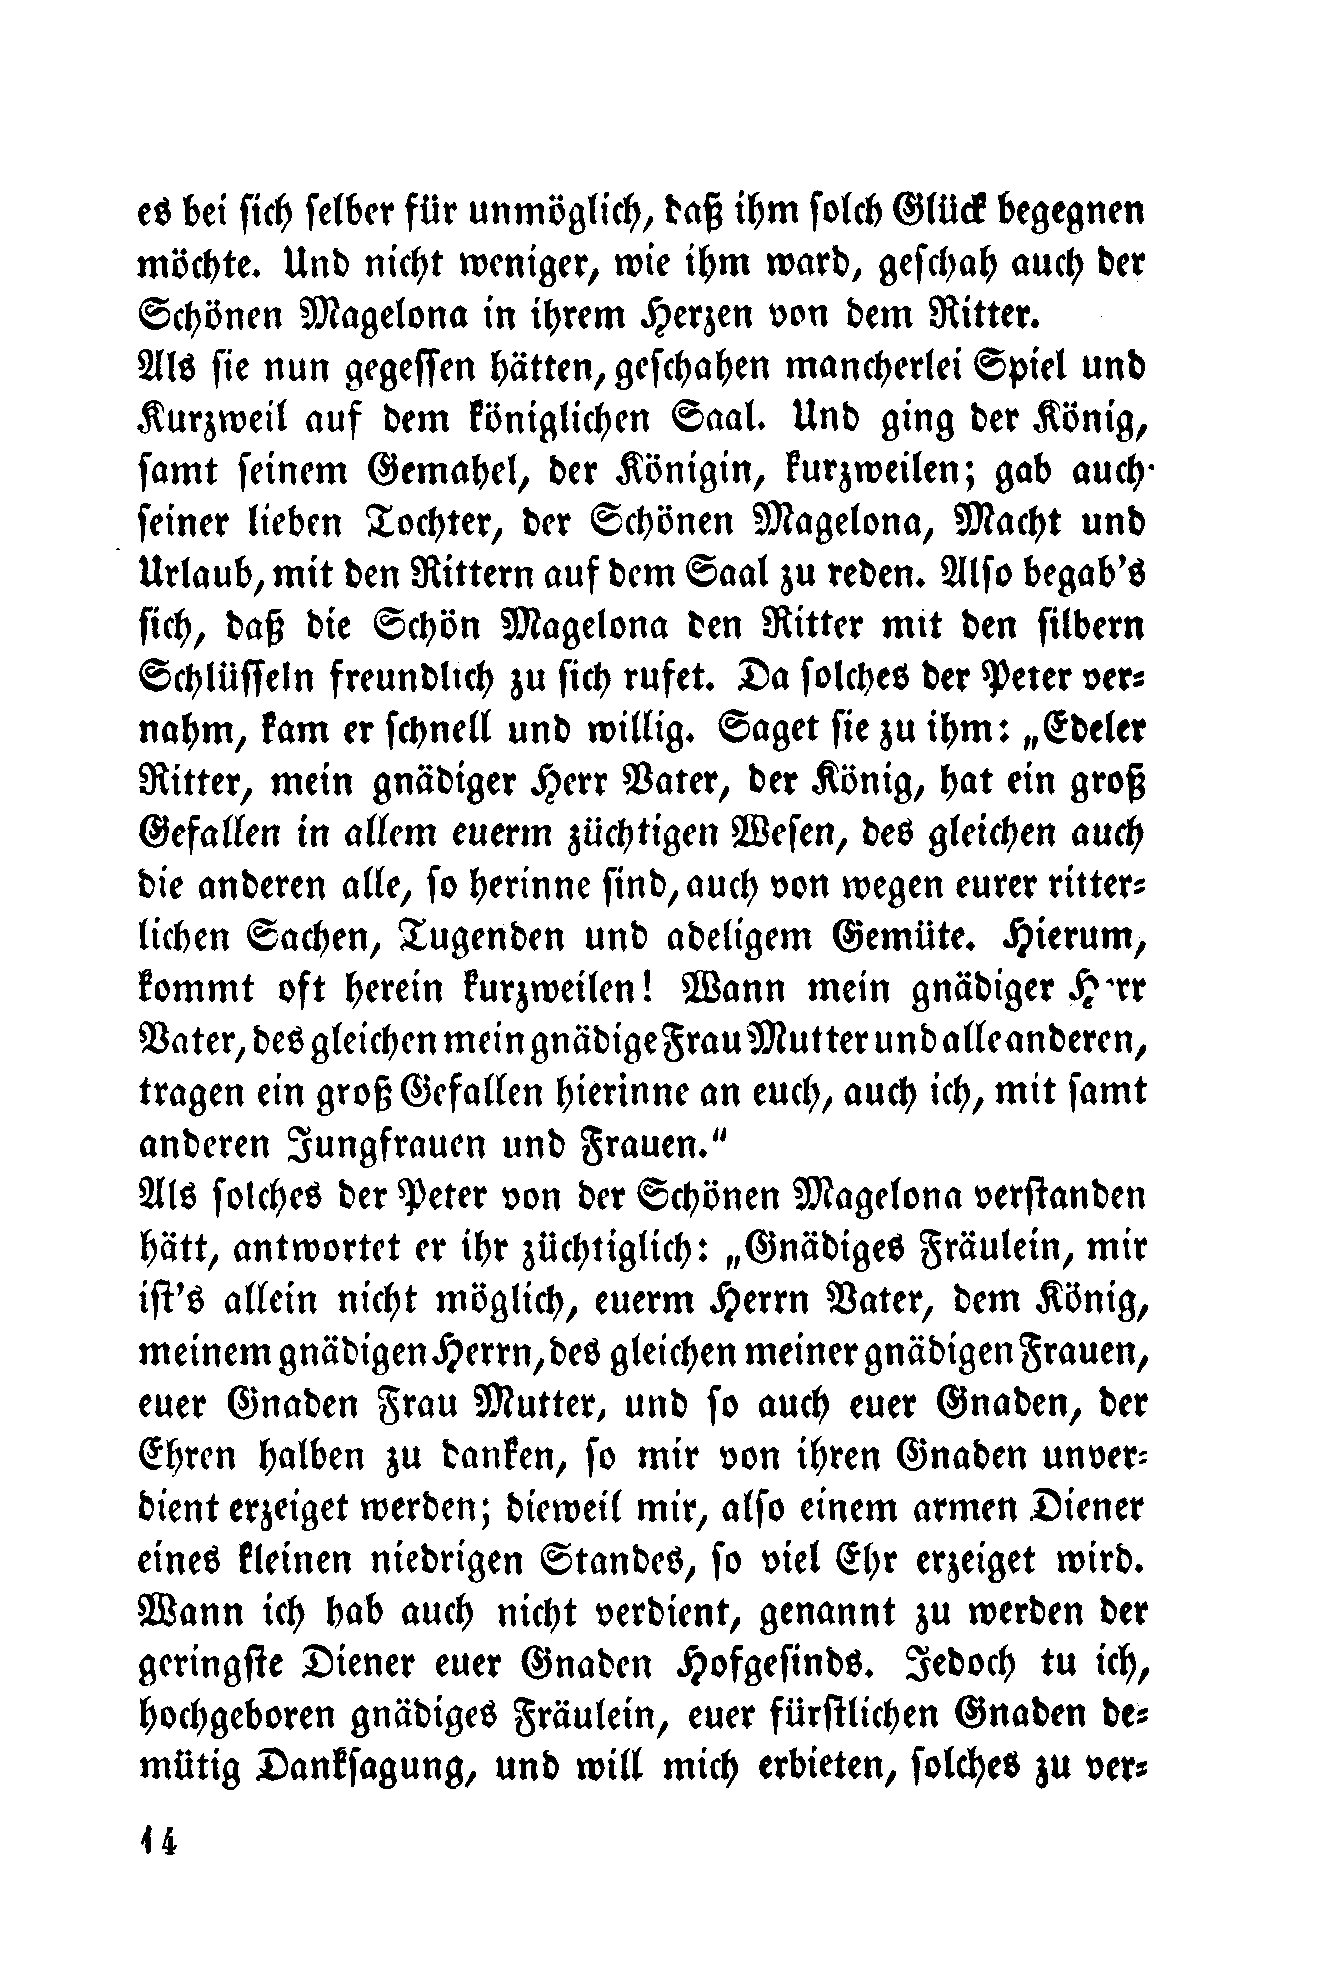 es bei sich selber für unmöglich, daß ihm solch Glück begegnen
möchte. Und nicht weniger, wie ihm ward, geschah auch der
Schönen Magelona in ihrem Herzen von dem Ritter.
Als sie nun gegessen hätten, geschahen mancherlei Spiel und
Kurzweil auf dem königlichen Saal. Und ging der König,
samt seinem Gemahel, der Königin, kurzweilen; gab auch
seiner lieben Tochter, der Schönen Magelona, Macht und
Urlaub, mit den Rittern auf dem Saal zu reden. Also begab's
sich, daß die Schön Magelona den Ritter mit den silbern
Schlüsseln freundlich zu sich rufet. Da solches der Peter ver-
nahm, kam er schnell und willig. Saget sie zu ihm: „Edeler
Ritter, mein gnädiger Herr Vater, der König, hat ein groß
Gefallen in allem euerm züchtigen Wesen, des gleichen auch
die anderen alle, so herinne sind, auch von wegen eurer ritter-
lichen Sachen, Tugenden und adeligem Gemüte. Hierum,
kommt oft herein kurzweilen! Wann mein gnädiger Herr
Vater, des gleichen mein gnädige Frau Mutter und alle anderen,
tragen ein groß Gefallen hierinne an euch, auch ich, mit samt
anderen Jungfrauen und Frauen.“
Als solches der Peter von der Schönen Magelona verstanden
hätt, antwortet er ihr züchtiglich: „Gnädiges Fräulein, mir
ist's allein nicht möglich, euerm Herrn Vater, dem König,
meinem gnädigen Herrn, des gleichen meiner gnädigen Frauen,
euer Gnaden Frau Mutter, und so auch euer Gnaden, der
Ehren halben zu danken, so mir von ihren Gnaden unver-
dient erzeiget werden; dieweil mir, also einem armen Diener
eines kleinen niedrigen Standes, so viel Ehr erzeiget wird.
Wann ich hab auch nicht verdient, genannt zu werden der
geringste Diener euer Gnaden Hofgesinds. Jedoch tu ich,
hochgeboren gnädiges Fräulein, euer fürstlichen Gnaden de-
mütig Danksagung, und will mich erbieten, solches zu ver-
14